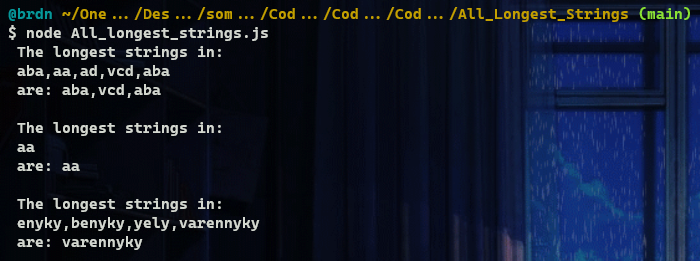 @brdn ~/One.../Des.../som.../Cod.../Cod.../Cod.../All_Longest_Strings (main)
$ node All_longest_strings.js
The longest strings in:
aba,aa,ad,vcd,aba
are: aba,vcd,aba
The longest strings in:
aa
are: aa
The longest strings in:
enyky,benyky,yely,varennyky
are: varennyky